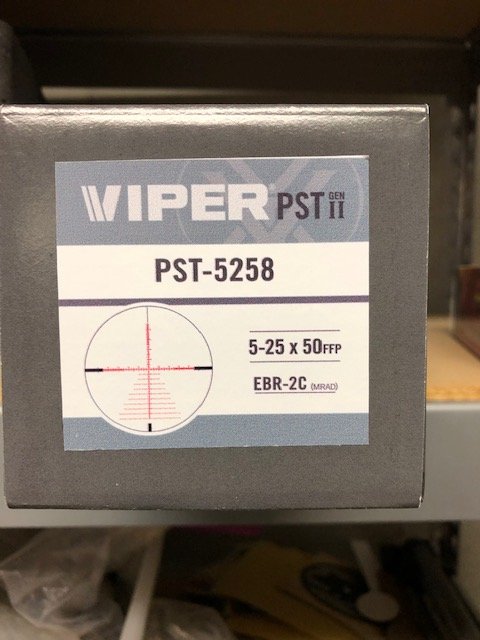 VIPER PST GEN II
PST-5258
5-25 x 50 FFP
EBR-2C (MRAD)